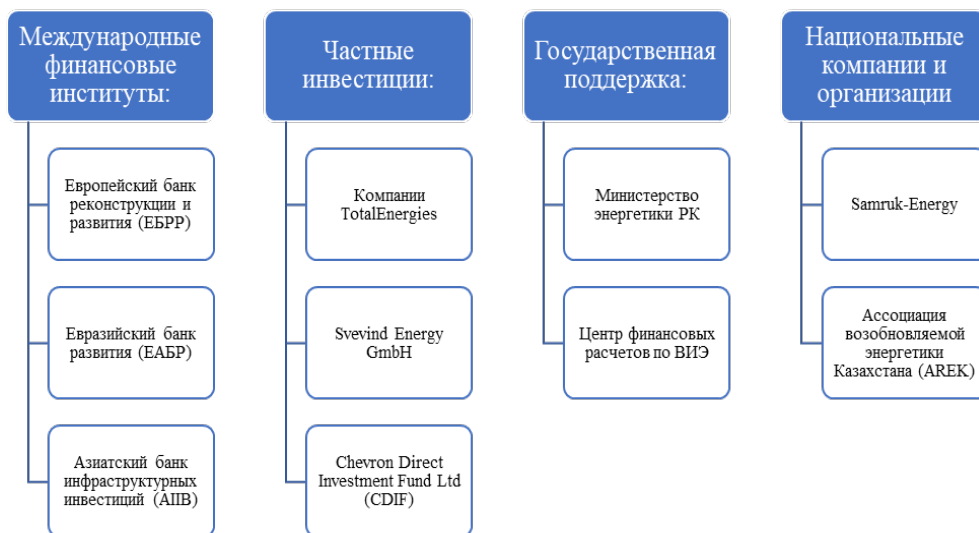 Международные
финансовые
институты:
Европейский банк
реконструкции и
развития (ЕБРР)
Евразийский банк
развития (ЕАБР)
Азиатский банк
инфраструктурных
инвестиций (AIIB)
Частные
инвестиции:
Компании
TotalEnergies
Svevind Energy
GmbH
Chevron Direct
Investment Fund Ltd
(CDIF)
Государственная
поддержка:
Министерство
энергетики РК
Центр финансовых
расчетов по ВИЭ
Национальные
компании и
организации
Samruk-Energy
Ассоциация
возобновляемой
энергетики
Казахстана (AREK)